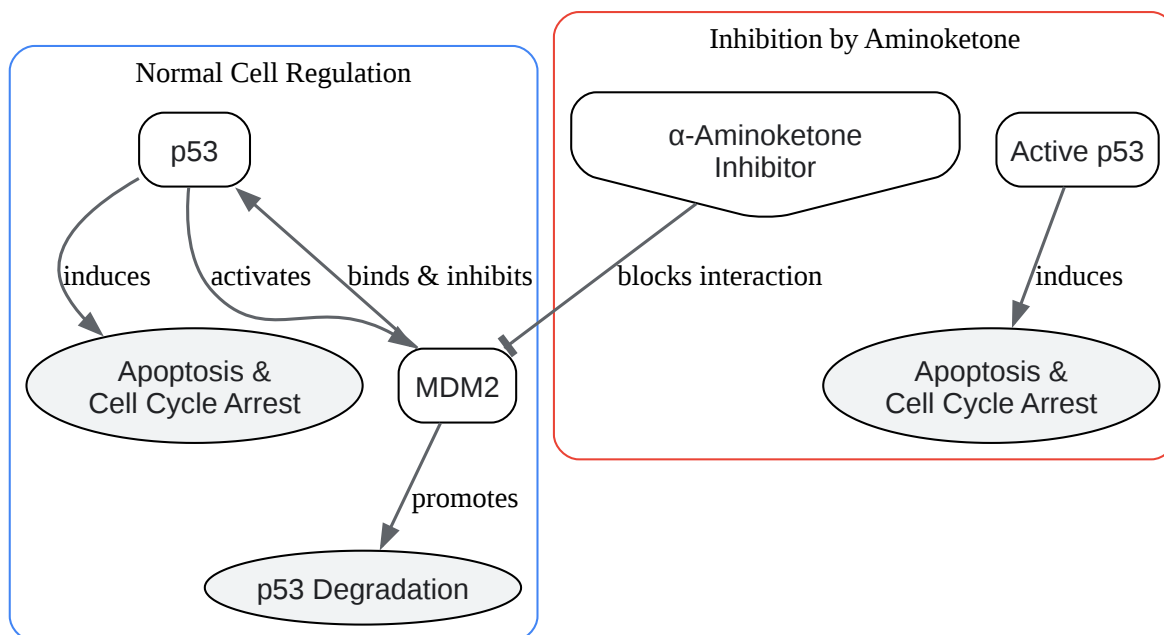 Normal Cell Regulation
p53
induces
activates
binds & inhibits
Apoptosis &
Cell Cycle Arrest
MDM2
promotes
p53 Degradation
Inhibition by Aminoketone
α-Aminoketone
Inhibitor
Active p53
blocks interaction
induces
Apoptosis &
Cell Cycle Arrest